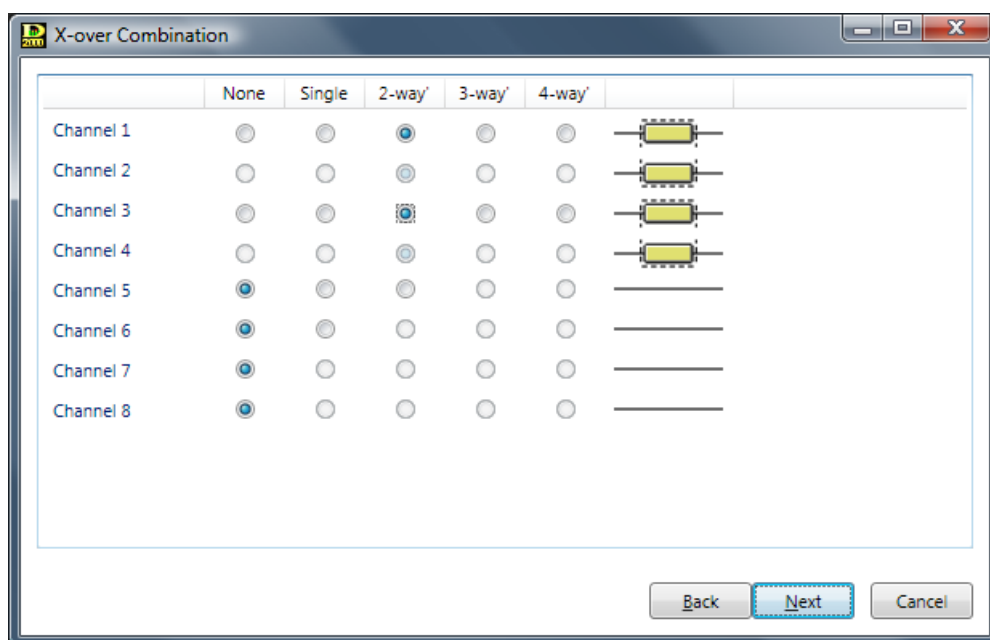 X-over Combination
None Single 2-way' 3-way' 4-way'
Channel 1
Channel 2
Channel 3
Channel 4
Channel 5
Channel 6
Channel 7
Channel 8
Back Next Cancel